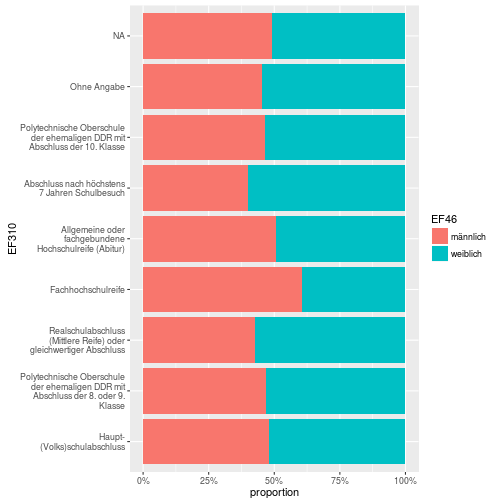 NA
Ohne Angabe
Polytechnische Oberschule
der ehemaligen DDR mit
Abschluss der 10. Klasse
Abschluss nach höchstens
7 Jahren Schulbesuch
Allgemeine oder
fachgebundene
Hochschulreife (Abitur)
Fachhochschulreife
Realschulabschluss
(Mittlere Reife) oder
gleichwertiger Abschluss
Polytechnische Oberschule
der ehemaligen DDR mit
Abschluss der 8. oder 9.
Klasse
Haupt-
(Volks)schulabschluss
EF310
0%
25%
50%
75%
100%
proportion
EF46
männlich
weiblich